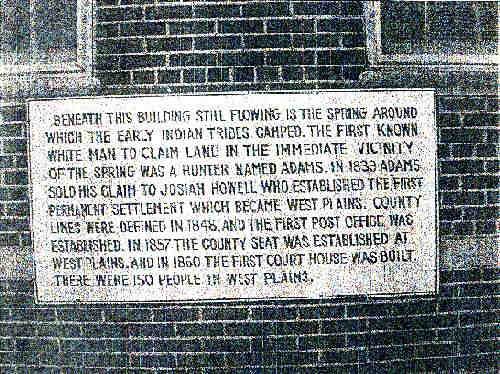 BENEATH THIS BUILDING STILL FLOWING IS THE SPRING AROUND
WHICH THE EARLY INDIAN TRIBES CAMPED. THE FIRST KNOWN
WHITE MAN TO CLAIM LAND IN THE IMMEDIATE VICINITY
OF THE SPRING WAS A HUNTER NAMED ADAMS. IN 1839 ADAMS
SOLD HIS CLAIM TO JOSIAH HOWELL WHO ESTABLISHED THE FIRST
PERMANENT SETTLEMENT WHICH BECAME WEST PLAINS. COUNTY
LINES WERE DEFINED IN 1848, AND THE FIRST POST OFFICE WAS
ESTABLISHED. IN 1857 THE COUNTY SEAT WAS ESTABLISHED AT
WEST PLAINS, AND IN 1860 THE FIRST COURT HOUSE WAS BUILT.
THERE WERE 150 PEOPLE IN WEST PLAINS.